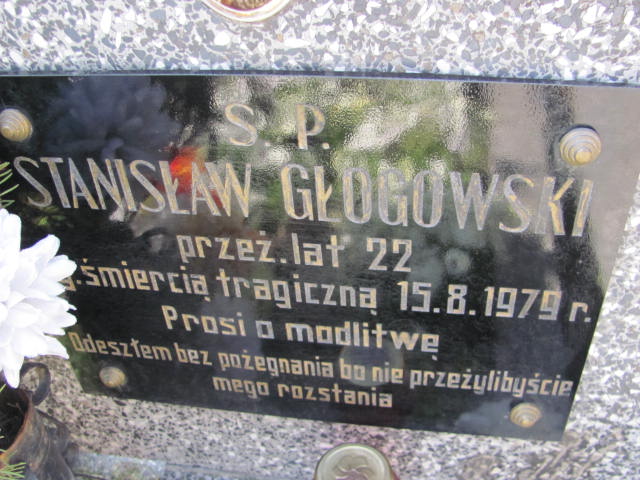 S. P.
STANISŁAW GŁOGOWSKI
przeż. lat 22
g. śmiercią tragiczną 15.8.1979 r.
Prosi o modlitwę
Odeszłem bez pożegnania bo nie przeżylibyście
mego rozstania